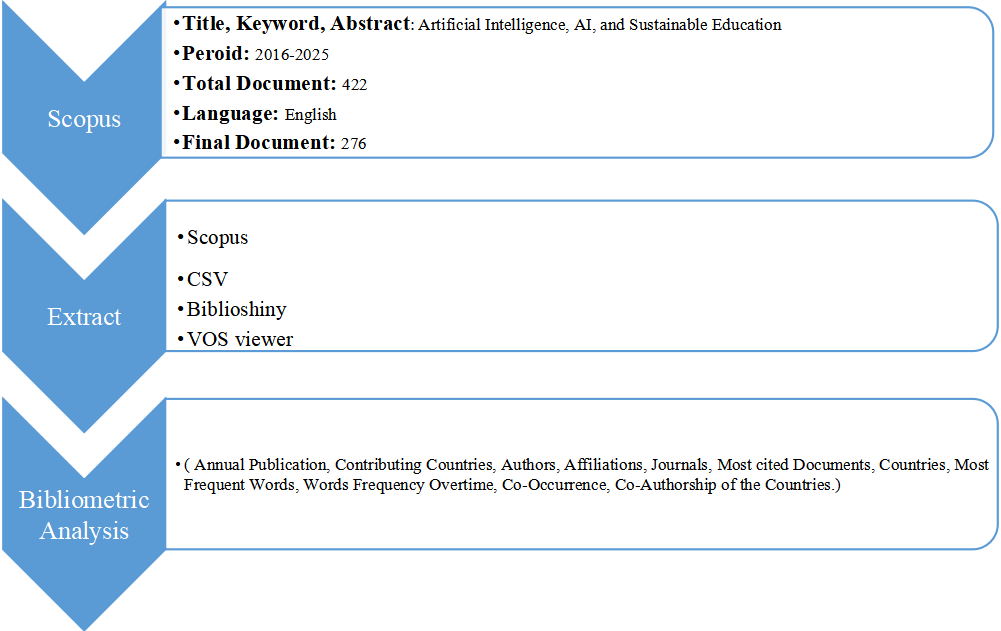 Scopus
•Title, Keyword, Abstract: Artificial Intelligence, AI, and Sustainable Education
•Peroid: 2016-2025
•Total Document: 422
•Language: English
•Final Document: 276
Extract
•Scopus
•CSV
•Biblioshiny
•VOS viewer
Bibliometric
Analysis
•( Annual Publication, Contributing Countries, Authors, Affiliations, Journals, Most cited Documents, Countries, Most
Frequent Words, Words Frequency Overtime, Co-Occurrence, Co-Authorship of the Countries.)